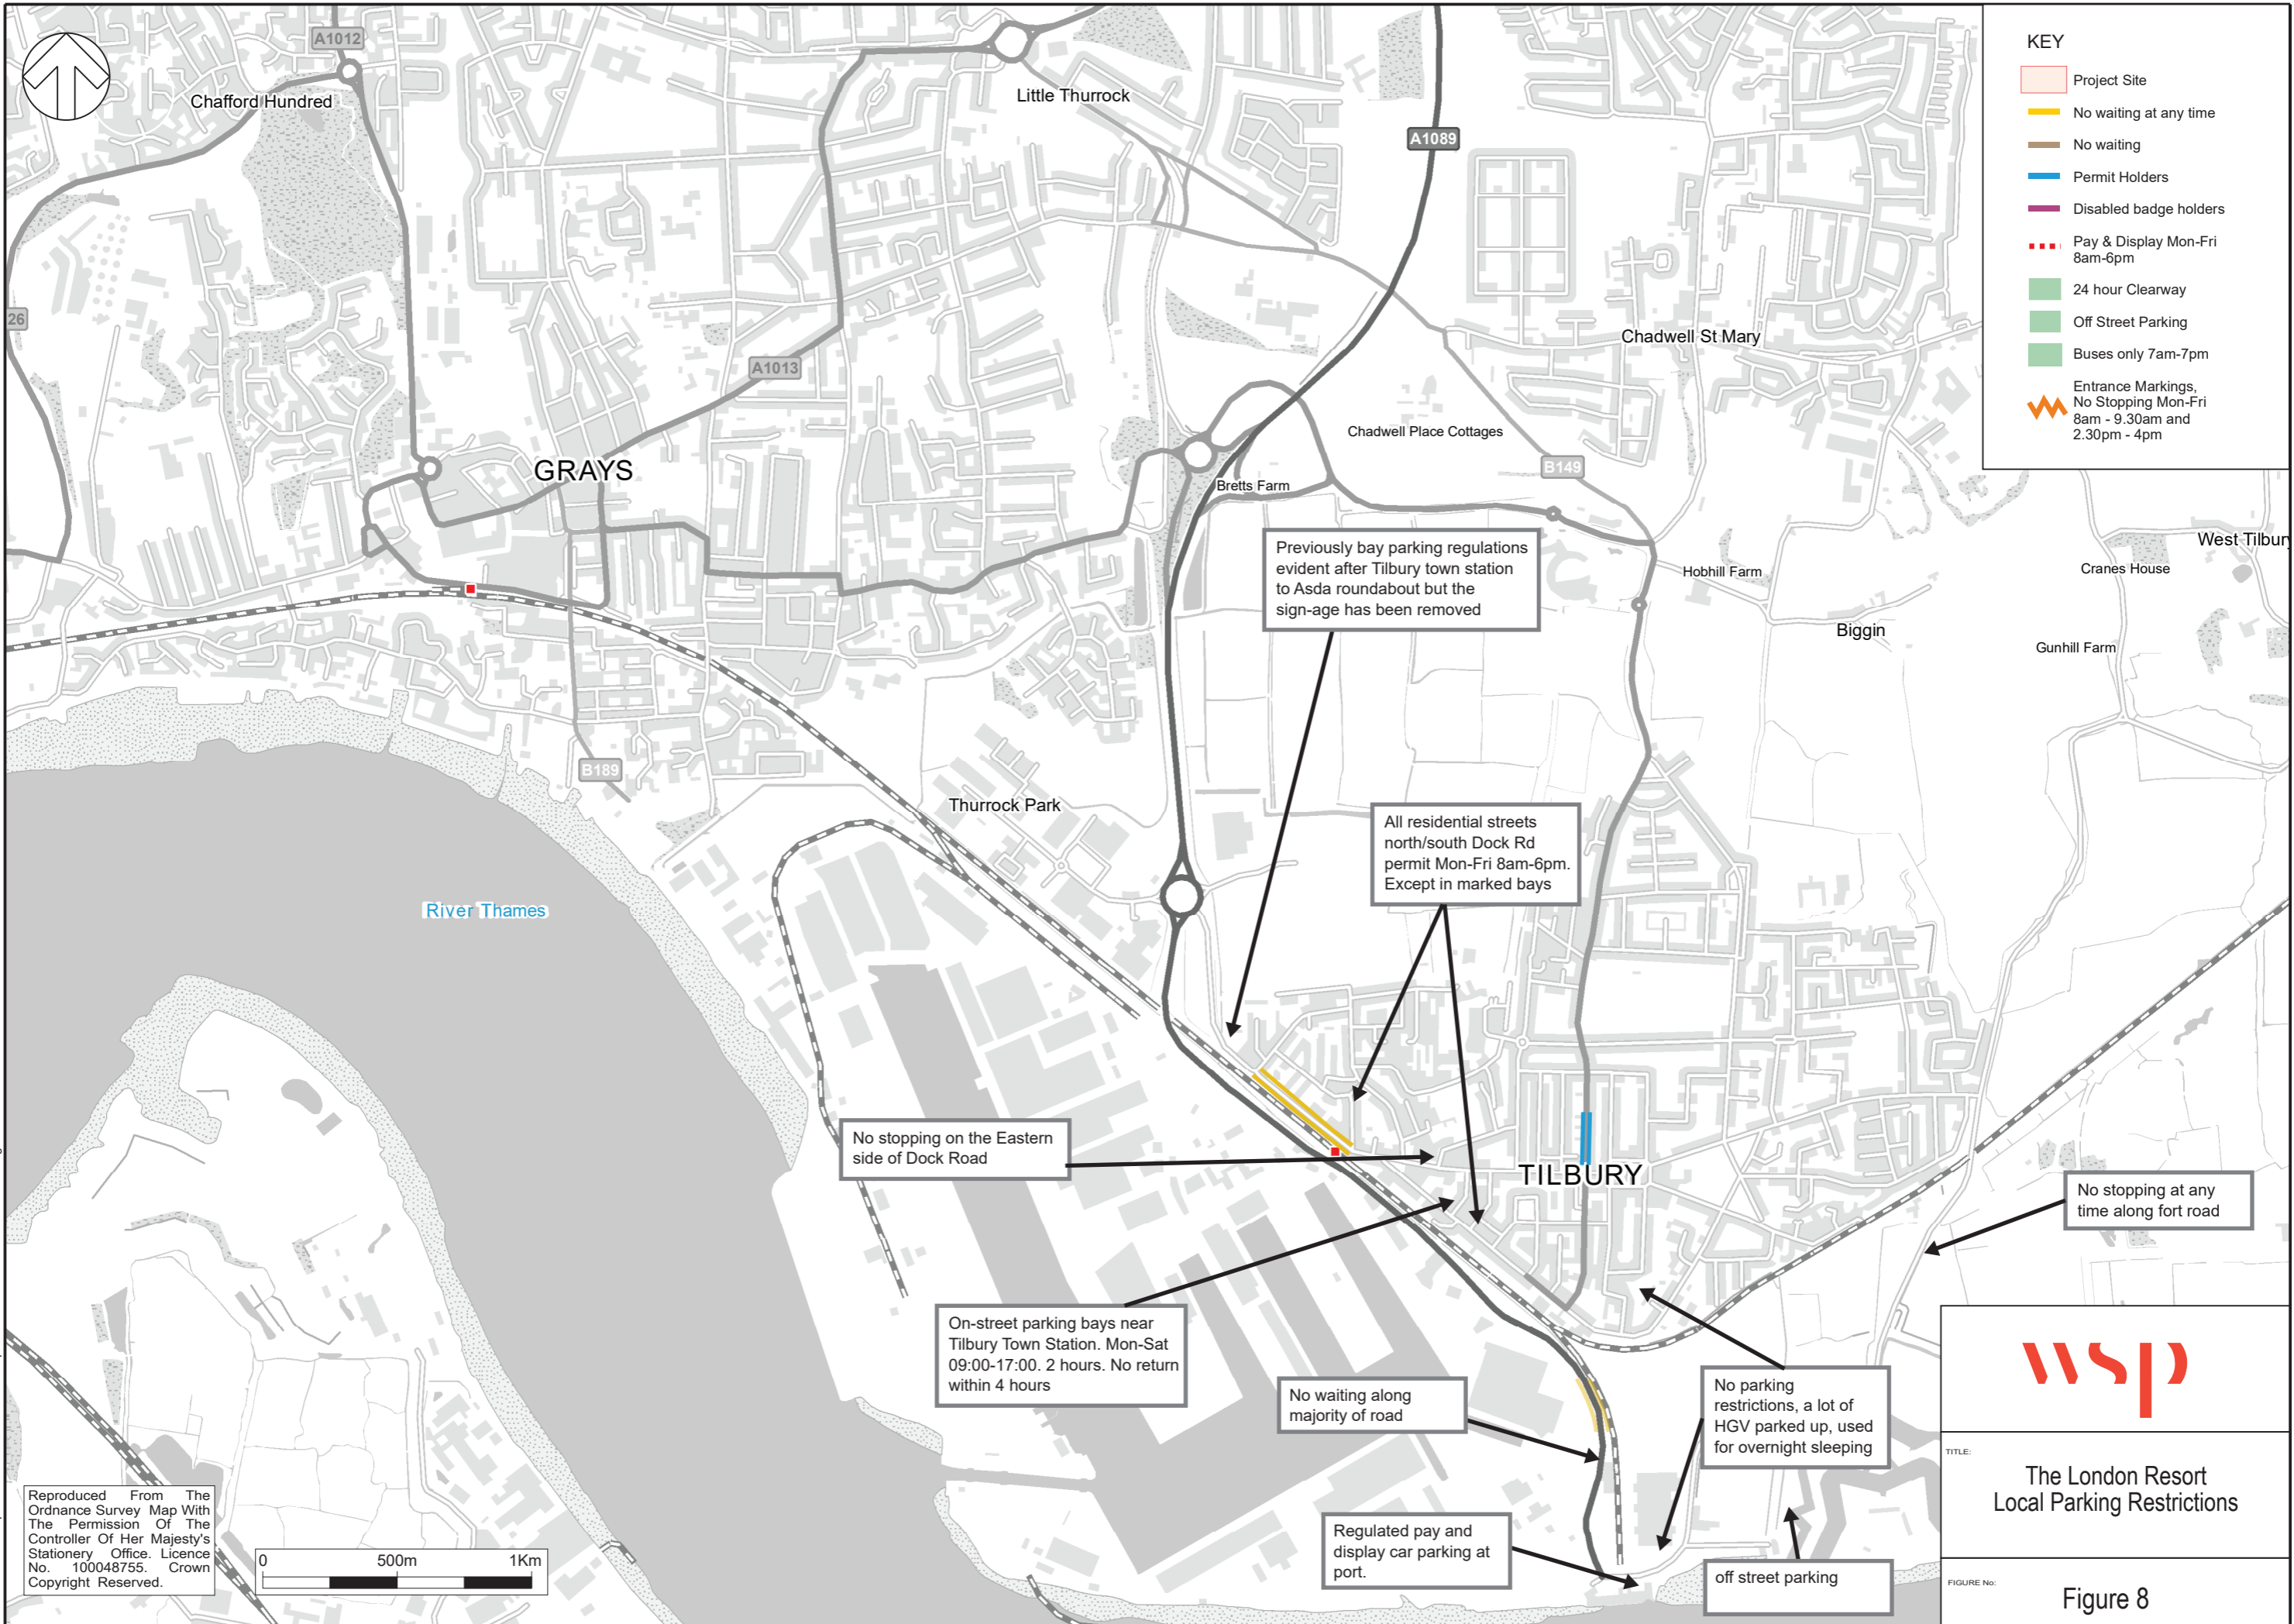 A1012
Chafford Hundred
Little Thurrock
A1089
26
A1013
GRAYS
Chadwell St Mary
Chadwell Place Cottages
B149
Bretts Farm
Hobhill Farm
West Tilbury
Cranes House
Biggin
Gunhill Farm
B189
Thurrock Park
River Thames
TILBURY
KEY
Project Site
No waiting at any time
No waiting
Permit Holders
Disabled badge holders
Pay & Display Mon-Fri
8am-6pm
24 hour Clearway
Off Street Parking
Buses only 7am-7pm
Entrance Markings,
No Stopping Mon-Fri
8am - 9.30am and
2.30pm - 4pm
Previously bay parking regulations
evident after Tilbury town station
to Asda roundabout but the
sign-age has been removed
All residential streets
north/south Dock Rd
permit Mon-Fri 8am-6pm.
Except in marked bays
No stopping on the Eastern
side of Dock Road
No stopping at any
time along fort road
On-street parking bays near
Tilbury Town Station. Mon-Sat
09:00-17:00. 2 hours. No return
within 4 hours
No waiting along
majority of road
No parking
restrictions, a lot of
HGV parked up, used
for overnight sleeping
Regulated pay and
display car parking at
port.
off street parking
Reproduced From The
Ordnance Survey Map With
The Permission Of The
Controller Of Her Majesty's
Stationery Office. Licence
No. 100048755. Crown
Copyright Reserved.
0 500m 1Km
wsp
TITLE:
The London Resort
Local Parking Restrictions
FIGURE No:
Figure 8